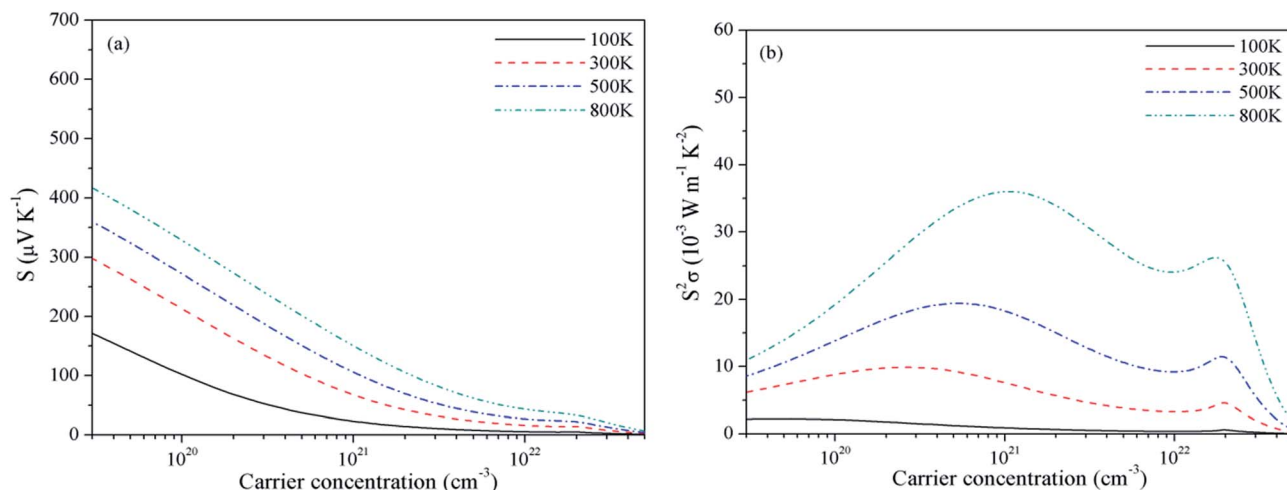 (a)
100K
300K
500K
800K
S (μV K⁻¹)
700
600
500
400
300
200
100
0
10²⁰
10²¹
10²²
Carrier concentration (cm⁻³)
(b)
100K
300K
500K
800K
S²σ (10⁻³ W m⁻¹ K⁻²)
60
50
40
30
20
10
0
10²⁰
10²¹
10²²
Carrier concentration (cm⁻³)